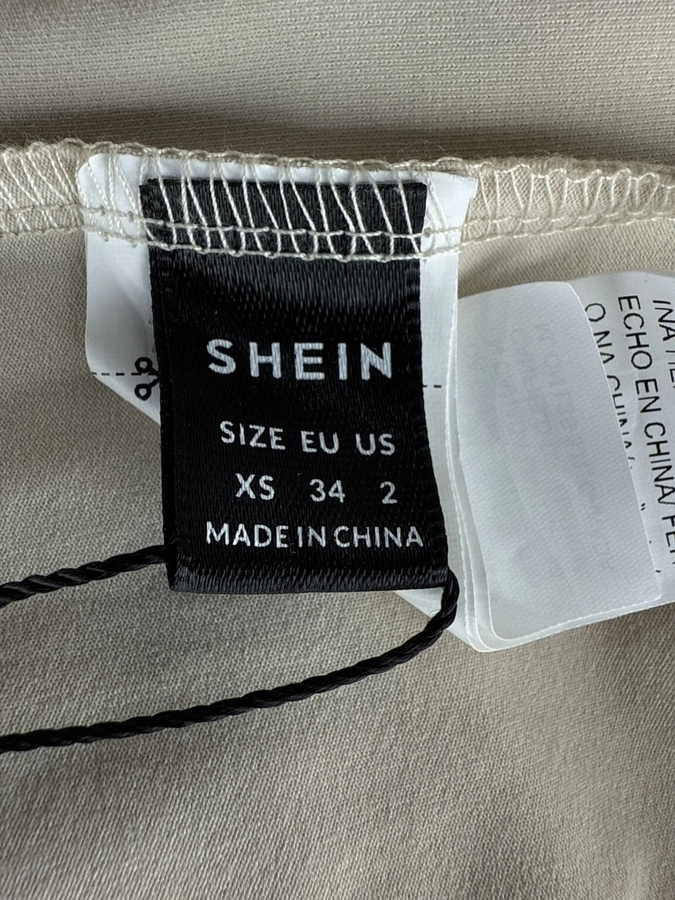 SHEIN
SIZE EU US
XS 34 2
MADE IN CHINA
ECHO EN CHINA/